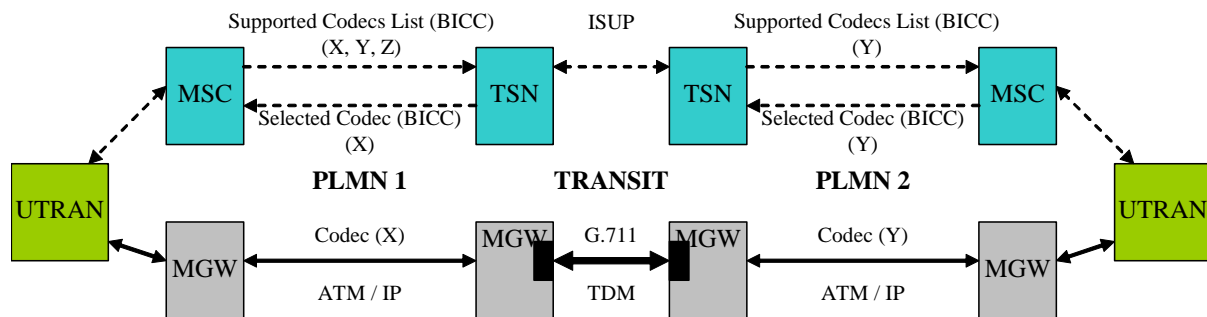 Supported Codecs List (BICC)
(X, Y, Z)
ISUP
Supported Codecs List (BICC)
(Y)
MSC
TSN
TSN
MSC
Selected Codec (BICC)
(X)
Selected Codec (BICC)
(Y)
PLMN 1
TRANSIT
PLMN 2
UTRAN
UTRAN
MGW
Codec (X)
ATM / IP
MGW
G.711
TDM
MGW
Codec (Y)
ATM / IP
MGW